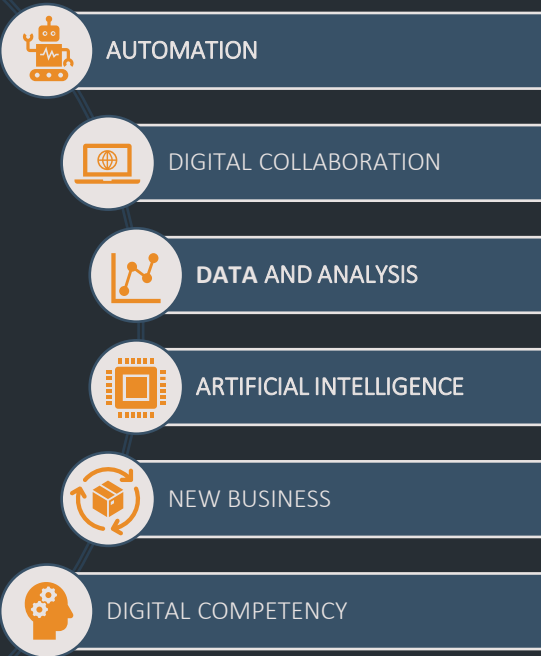 AUTOMATION
DIGITAL COLLABORATION
DATA AND ANALYSIS
ARTIFICIAL INTELLIGENCE
NEW BUSINESS
DIGITAL COMPETENCY